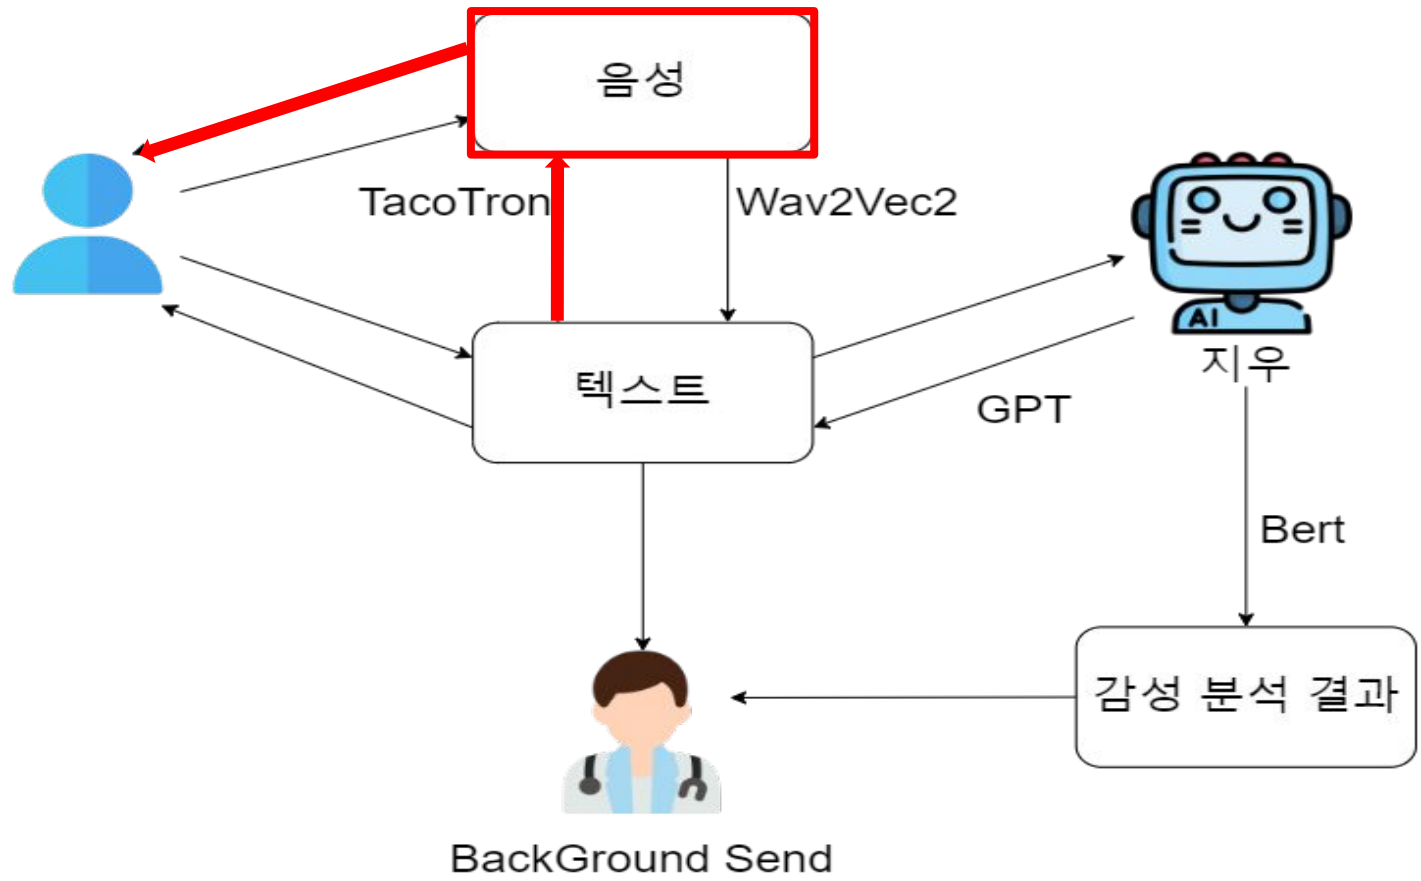 음성
TacoTron
Wav2Vec2
AI
지우
텍스트
GPT
Bert
감성 분석 결과
BackGround Send